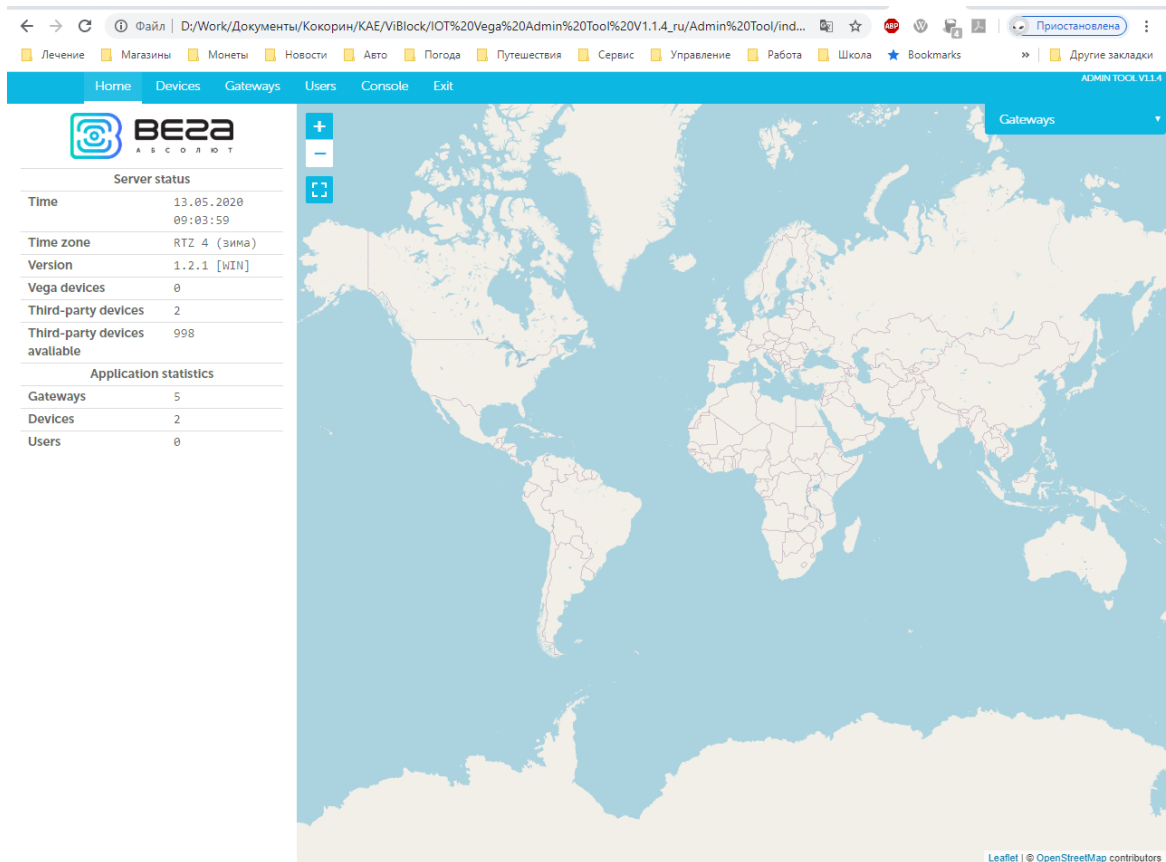 Файл | D:/Work/Документы/Кокорин/KAE/ViBlock/IOT%20Vega%20Admin%20Tool%20V1.1.4_ru/Admin%20Tool/ind...
ABP
4
Приостановлена
Лечение Магазины Монеты Новости Авто Погода Путешествия Сервис Управление Работа Школа Bookmarks » Другие закладки
Home Devices Gateways Users Console Exit
ADMIN TOOL V1.1.4
ВЕГА
АБСОЛЮТ
Gateways
+
−
Server status
Time 13.05.2020
09:03:59
Time zone RTZ 4 (зима)
Version 1.2.1 [WIN]
Vega devices 0
Third-party devices 2
Third-party devices 998
available
Application statistics
Gateways 5
Devices 2
Users 0
Leaflet | © OpenStreetMap contributors